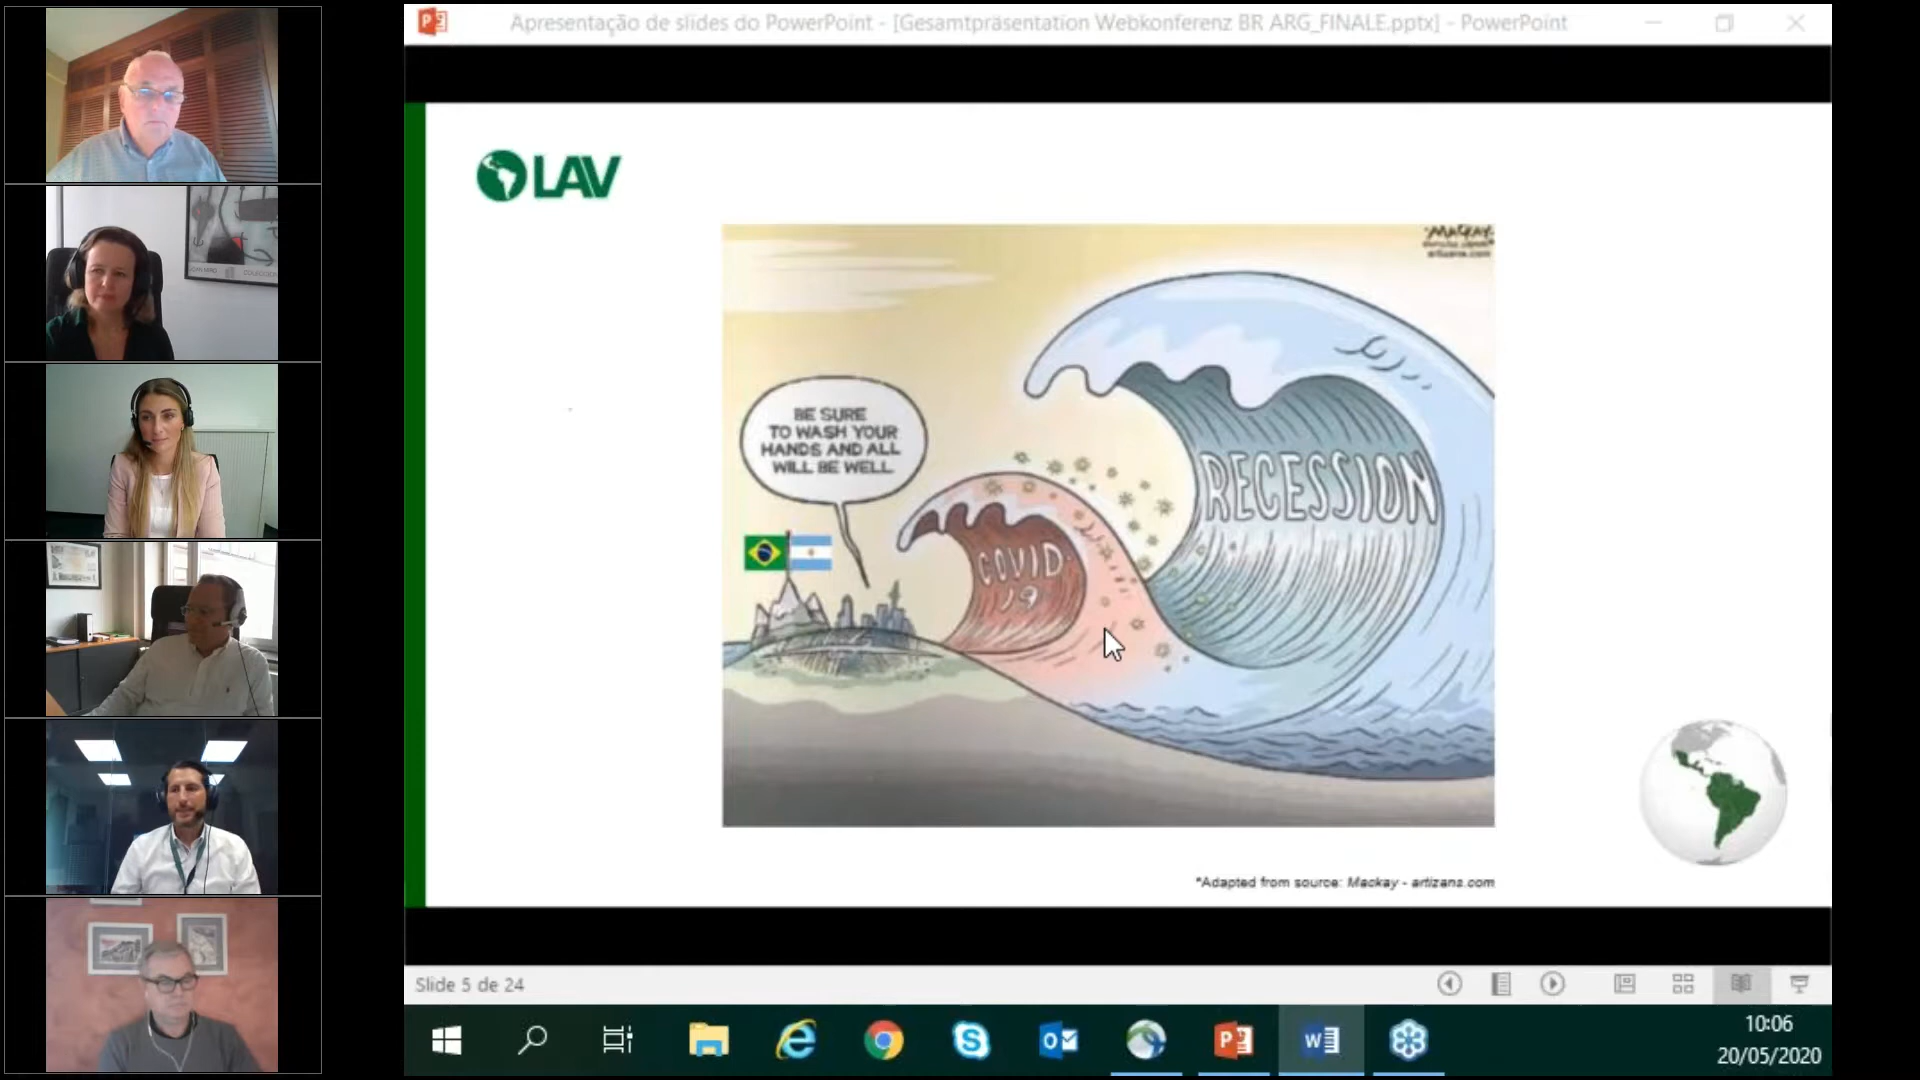 Apresentação de slides do PowerPoint - [Gesamtpräsentation Webkonferenz BR ARG_FINALE.pptx] - PowerPoint
LAV
MACKAY
artizans.com
BE SURE
TO WASH YOUR
HANDS AND ALL
WILL BE WELL
RECESSION
COVID
19
*Adapted from source: Mackay - artizans.com
Slide 5 de 24
10:06
20/05/2020